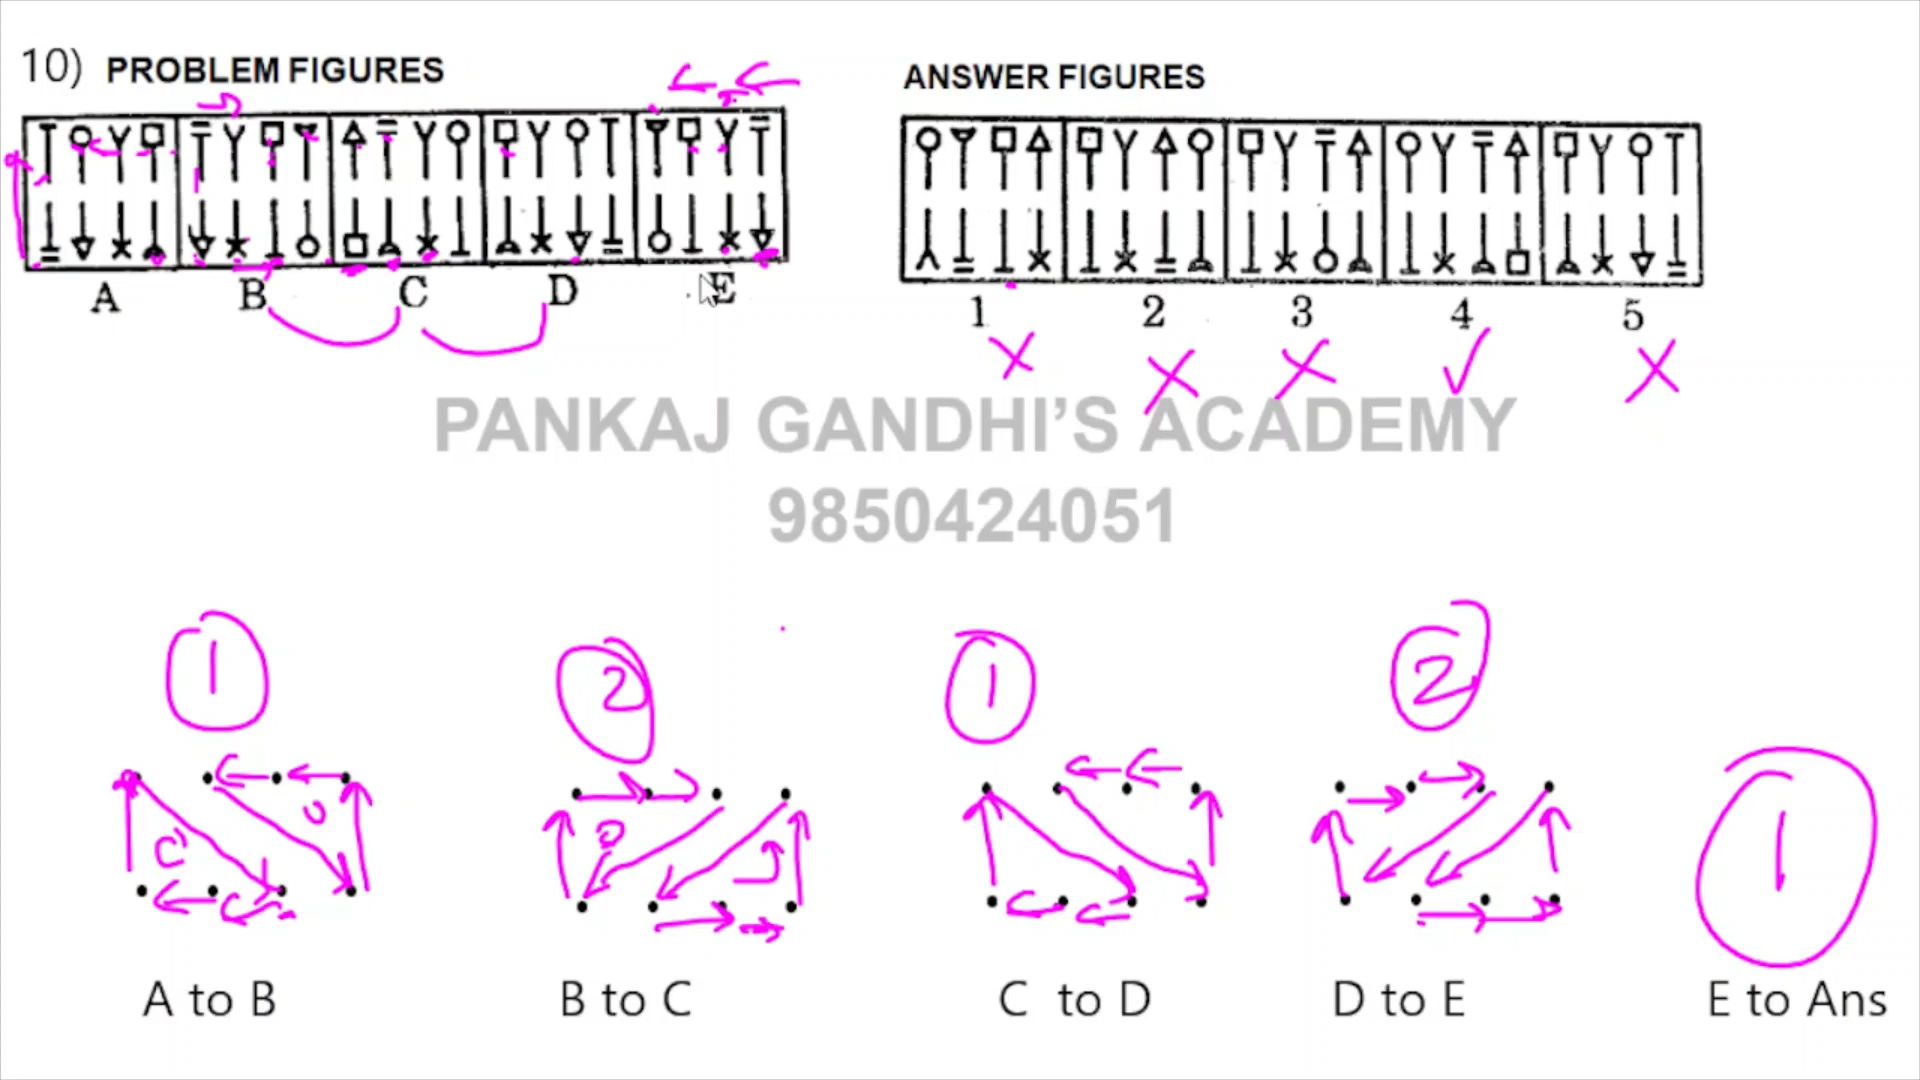 10) PROBLEM FIGURES
ANSWER FIGURES
A B C D E
1 2 3 4 5
PANKAJ GANDHI’S ACADEMY
9850424051
1 2 1 2 1
A to B B to C C to D D to E E to Ans